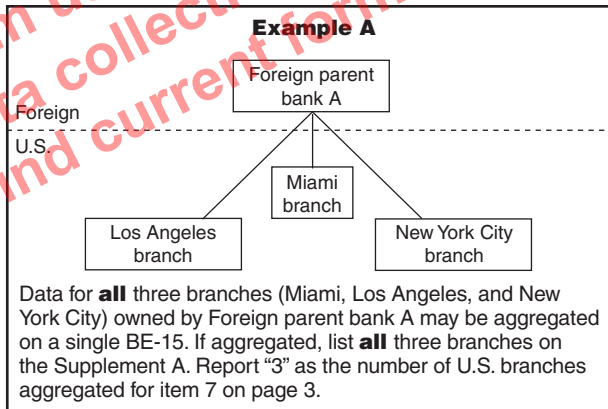 Example A
Foreign parent
bank A
Foreign
U.S.
Miami
branch
Los Angeles
branch
New York City
branch
Data for all three branches (Miami, Los Angeles, and New
York City) owned by Foreign parent bank A may be aggregated
on a single BE-15. If aggregated, list all three branches on
the Supplement A. Report “3” as the number of U.S. branches
aggregated for item 7 on page 3.